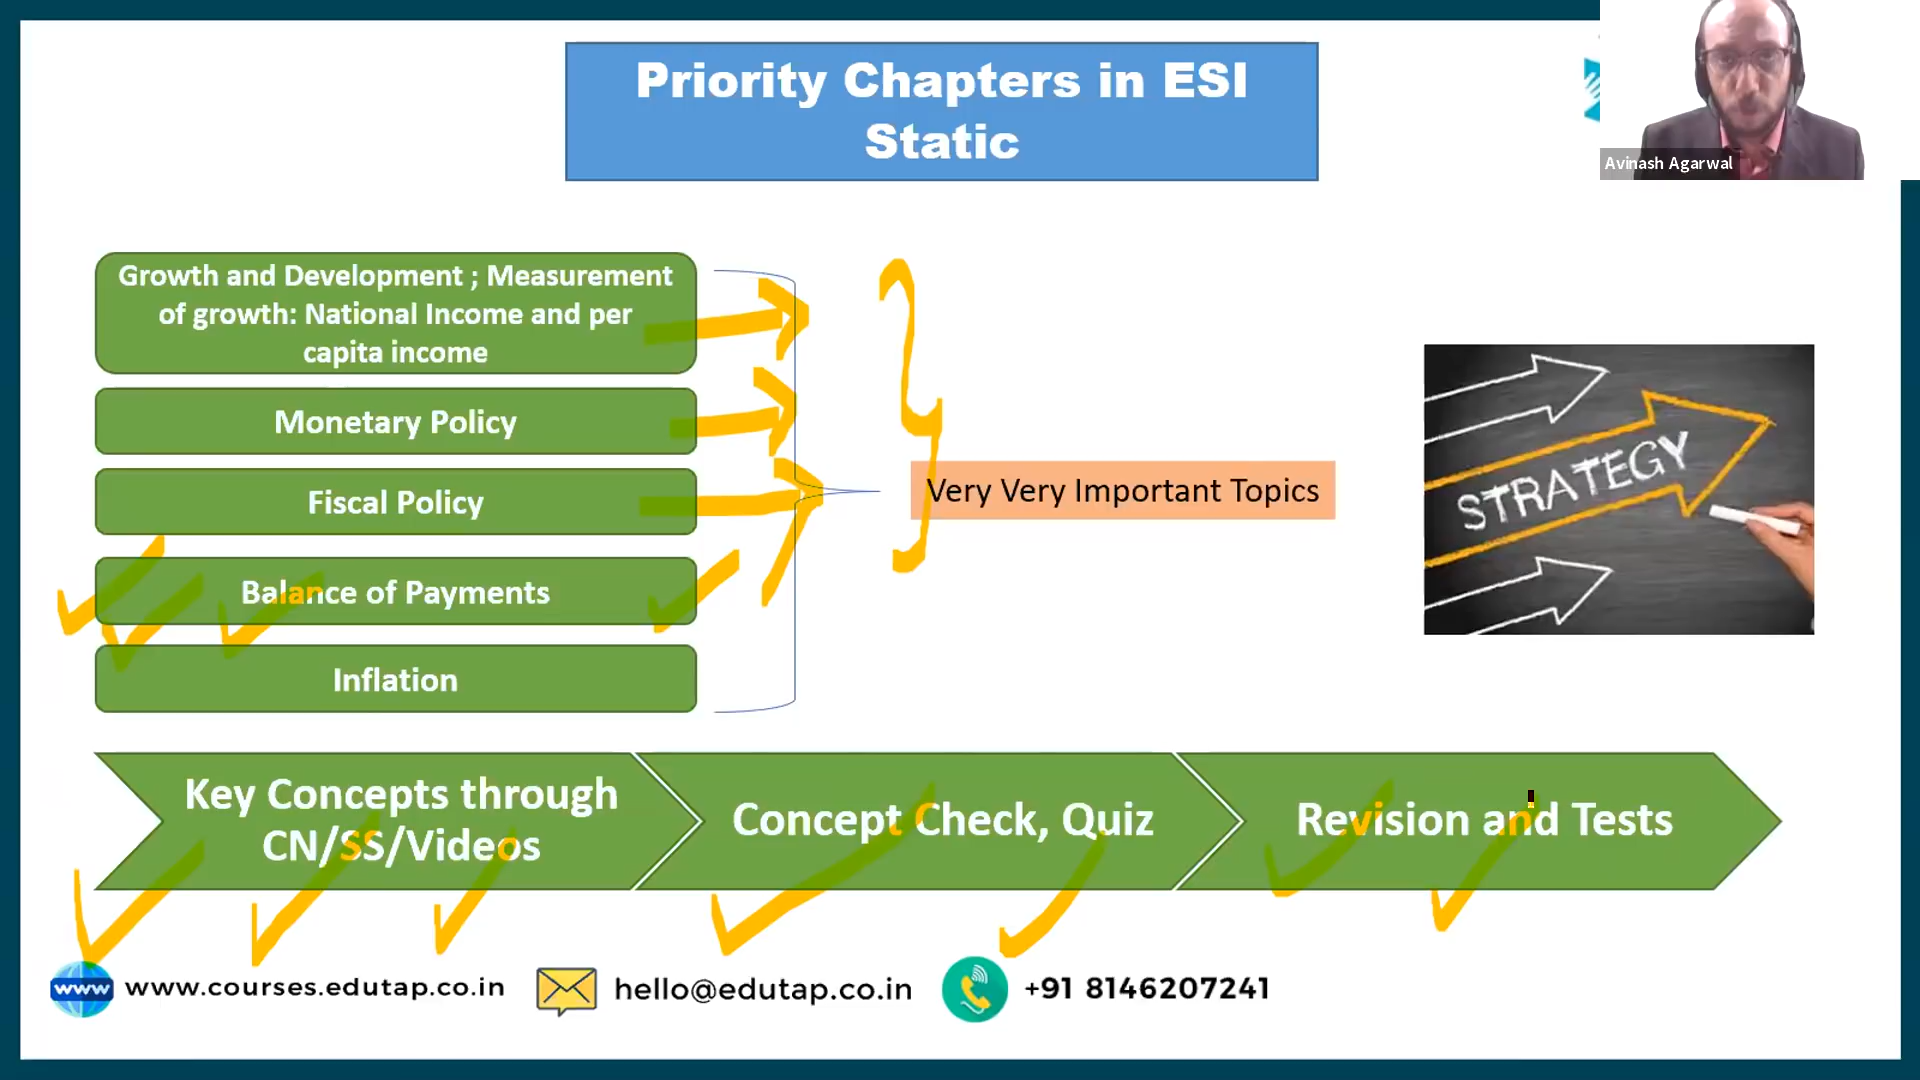 Priority Chapters in ESI
Static
Avinash Agarwal
Growth and Development ; Measurement
of growth: National Income and per
capita income
Monetary Policy
Fiscal Policy
Balance of Payments
Inflation
Very Very Important Topics
STRATEGY
Key Concepts through
CN/SS/Videos
Concept Check, Quiz
Revision and Tests
www
www.courses.edutap.co.in
hello@edutap.co.in
+91 8146207241